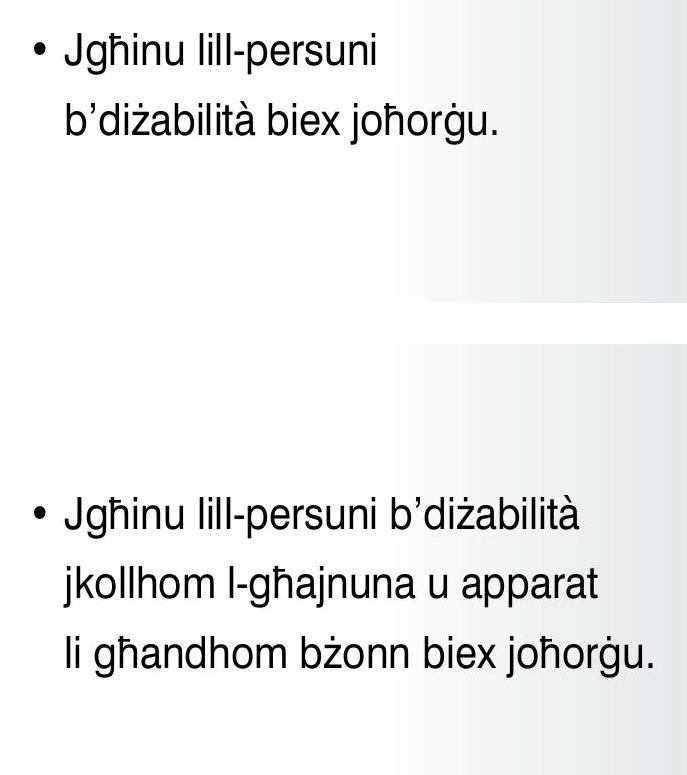 • Jgħinu lill-persuni
b’diżabilità biex joħorġu.
• Jgħinu lill-persuni b’diżabilità
jkollhom l-għajnuna u apparat
li għandhom bżonn biex joħorġu.